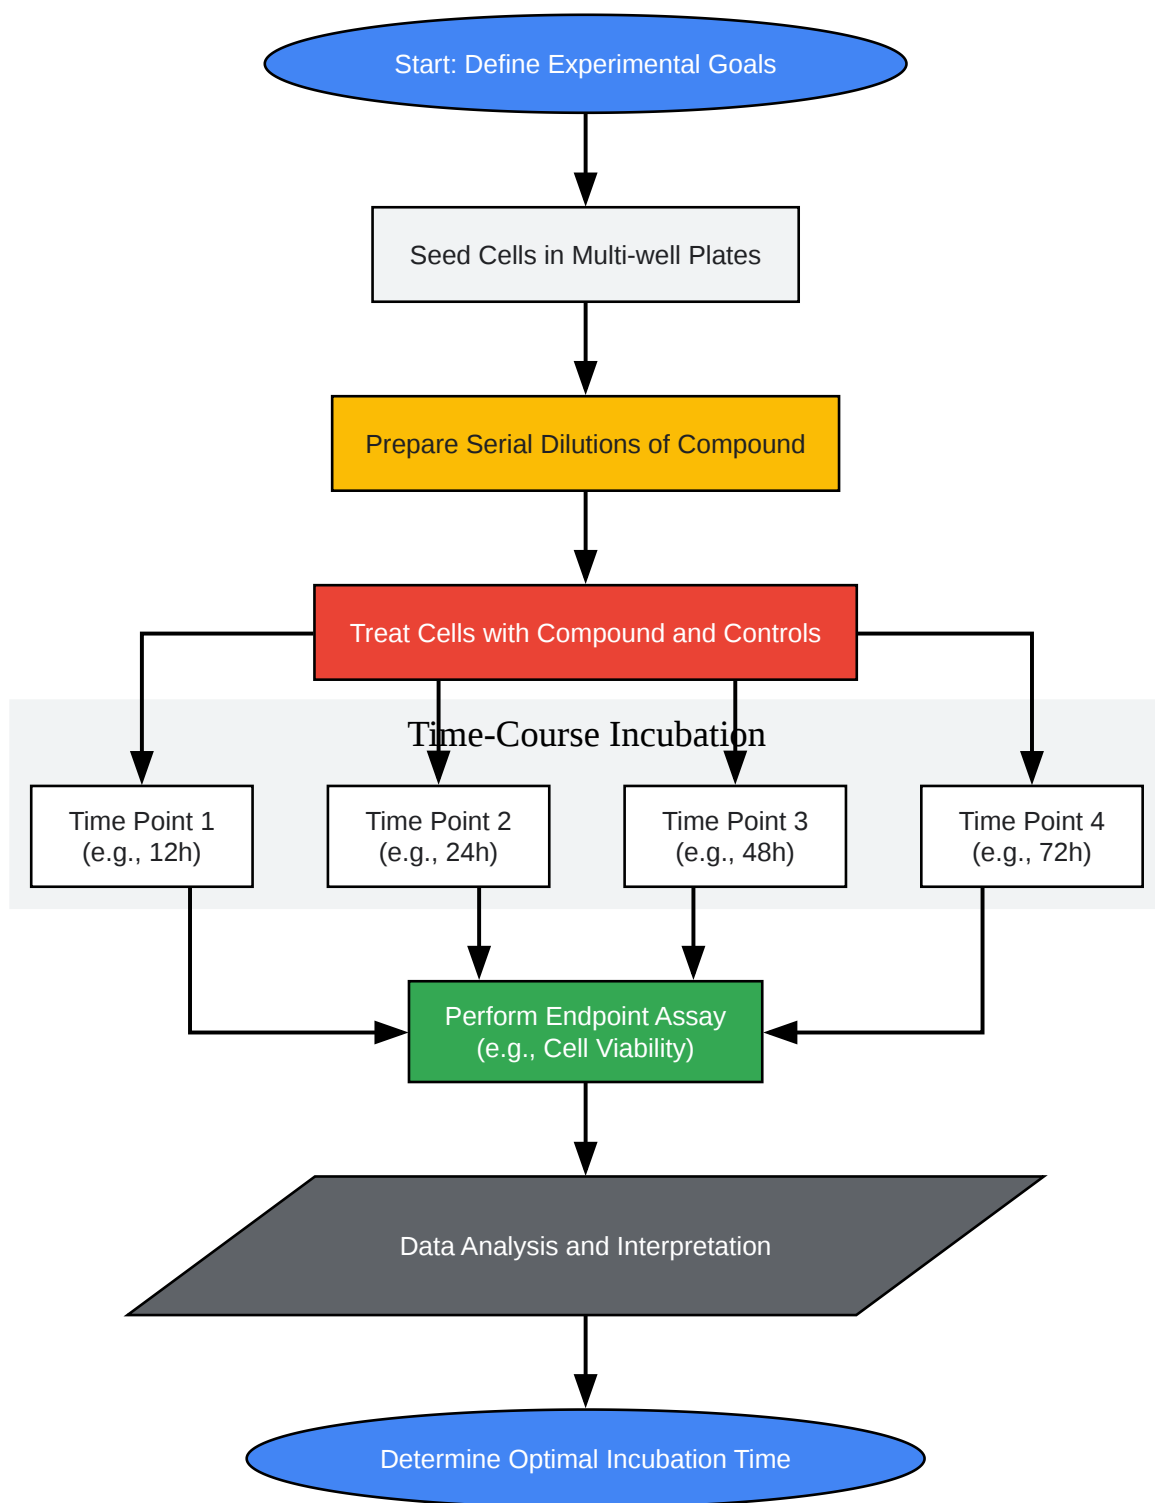 Start: Define Experimental Goals
Seed Cells in Multi-well Plates
Prepare Serial Dilutions of Compound
Treat Cells with Compound and Controls
Time-Course Incubation
Time Point 1
(e.g., 12h)
Time Point 2
(e.g., 24h)
Time Point 3
(e.g., 48h)
Time Point 4
(e.g., 72h)
Perform Endpoint Assay
(e.g., Cell Viability)
Data Analysis and Interpretation
Determine Optimal Incubation Time